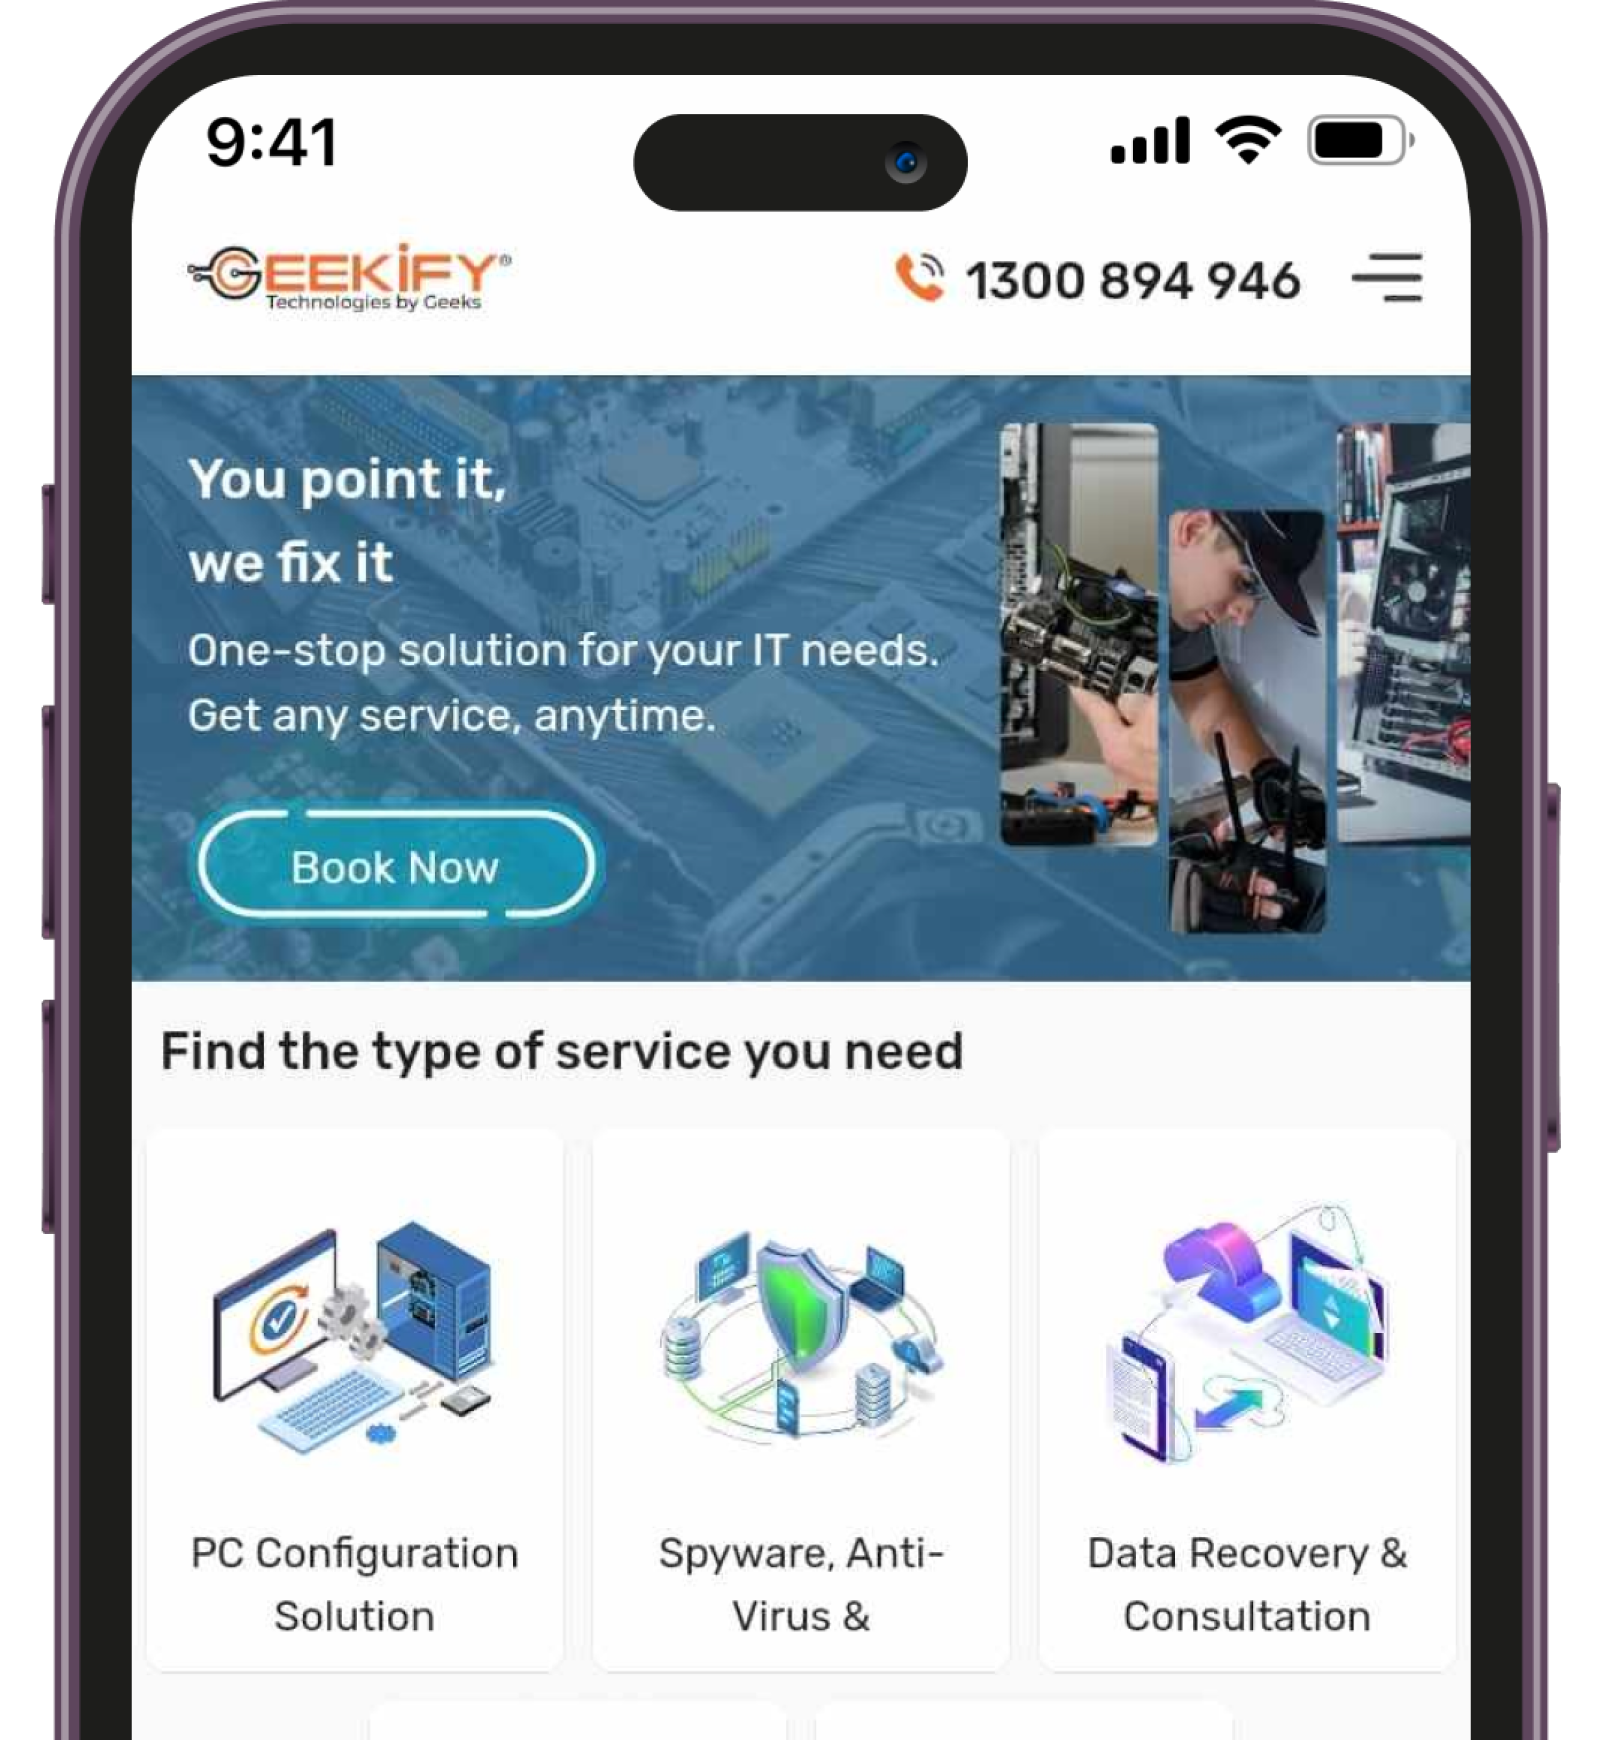 9:41
GEEKiFY®
Technologies by Geeks
1300 894 946
You point it,
we fix it
One-stop solution for your IT needs.
Get any service, anytime.
Book Now
Find the type of service you need
PC Configuration
Solution
Spyware, Anti-
Virus &
Data Recovery &
Consultation